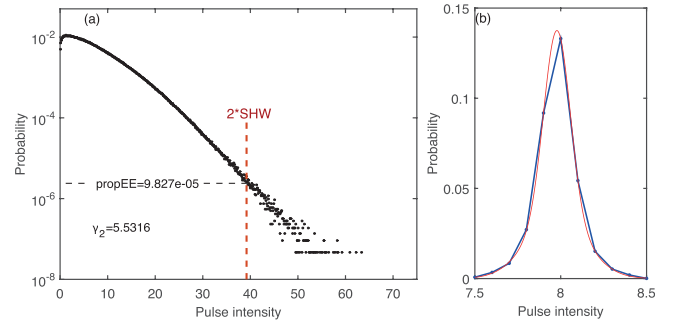 (a)
10^-2
10^-4
10^-6
10^-8
Probability
2*SHW
propEE=9.827e-05
γ2=5.5316
0 10 20 30 40 50 60 70
Pulse intensity
(b)
0.15
0.1
0.05
0
Probability
7.5 8 8.5
Pulse intensity